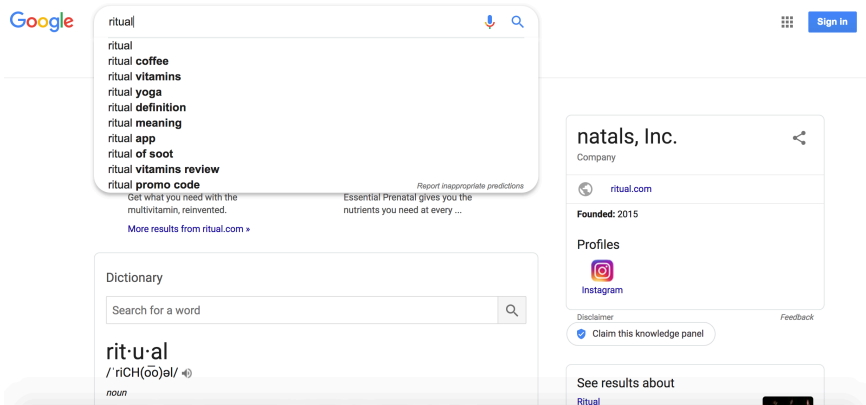 Google
ritual
Sign in
ritual
ritual coffee
ritual vitamins
ritual yoga
ritual definition
ritual meaning
ritual app
ritual of soot
ritual vitamins review
ritual promo code
Report inappropriate predictions
Get what you need with the
multivitamin, reinvented.
Essential Prenatal gives you the
nutrients you need at every ...
More results from ritual.com »
Dictionary
Search for a word
rit·u·al
/ˈriCH(o͞o)əl/
noun
natals, Inc.
Company
ritual.com
Founded: 2015
Profiles
Instagram
Disclaimer
Feedback
Claim this knowledge panel
See results about
Ritual